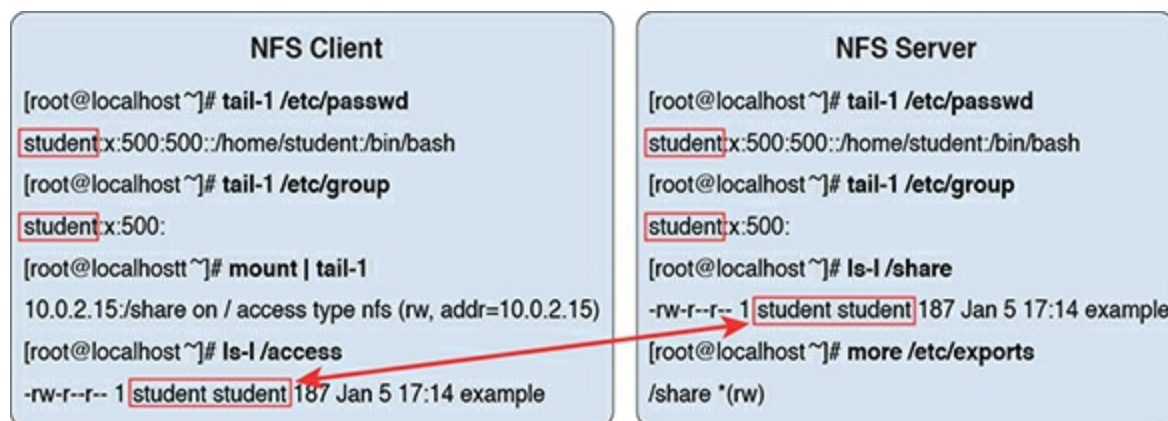 NFS Client
[root@localhost ~]# tail-1 /etc/passwd
student:x:500:500::/home/student:/bin/bash
[root@localhost ~]# tail-1 /etc/group
student:x:500:
[root@localhostt ~]# mount | tail-1
10.0.2.15:/share on / access type nfs (rw, addr=10.0.2.15)
[root@localhost ~]# ls-l /access
-rw-r--r-- 1 student student 187 Jan 5 17:14 example
NFS Server
[root@localhost ~]# tail-1 /etc/passwd
student:x:500:500::/home/student:/bin/bash
[root@localhost ~]# tail-1 /etc/group
student:x:500:
[root@localhost ~]# ls-l /share
-rw-r--r-- 1 student student 187 Jan 5 17:14 example
[root@localhost ~]# more /etc/exports
/share *(rw)